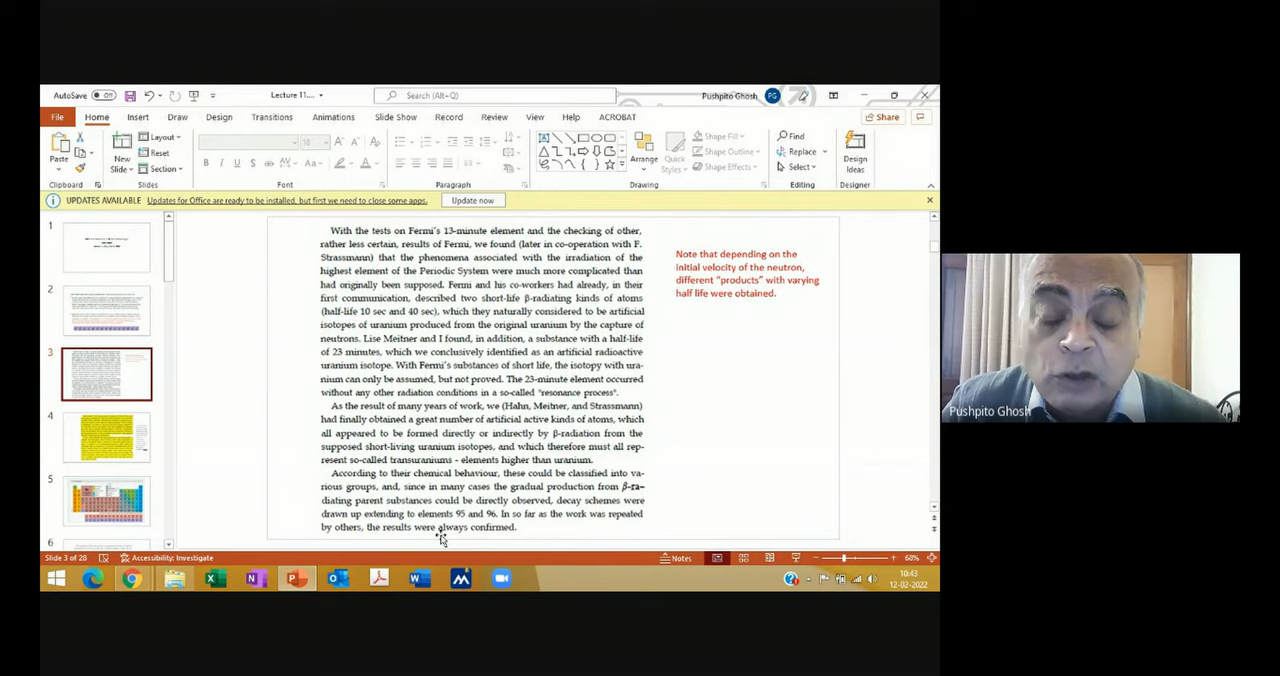 AutoSave Off
Lecture 11....
Search (Alt+Q)
Pushpito Ghosh
PG
File Home Insert Draw Design Transitions Animations Slide Show Record Review View Help ACROBAT
Share
Paste
New
Slide
Layout
Reset
Section
18
Shape Fill
Shape Outline
Shape Effects
Arrange
Quick
Styles
Find
Replace
Select
Design
Ideas
Clipboard Slides Font Paragraph Drawing Editing Designer
UPDATES AVAILABLE Updates for Office are ready to be installed, but first we need to close some apps. Update now
1
2
3
4
5
6
With the tests on Fermi's 13-minute element and the checking of other,
rather less certain, results of Fermi, we found (later in co-operation with F.
Strassmann) that the phenomena associated with the irradiation of the
highest element of the Periodic System were much more complicated than
had originally been supposed. Fermi and his co-workers had already, in their
first communication, described two short-life β-radiating kinds of atoms
(half-life 10 sec and 40 sec), which they naturally considered to be artificial
isotopes of uranium produced from the original uranium by the capture of
neutrons. Lise Meitner and I found, in addition, a substance with a half-life
of 23 minutes, which we conclusively identified as an artificial radioactive
uranium isotope. With Fermi's substances of short life, the isotopy with ura-
nium can only be assumed, but not proved. The 23-minute element occurred
without any other radiation conditions in a so-called "resonance process".
As the result of many years of work, we (Hahn, Meitner, and Strassmann)
had finally obtained a great number of artificial active kinds of atoms, which
all appeared to be formed directly or indirectly by β-radiation from the
supposed short-living uranium isotopes, and which therefore must all rep-
resent so-called transuraniums - elements higher than uranium.
According to their chemical behaviour, these could be classified into va-
rious groups, and, since in many cases the gradual production from β-ra-
diating parent substances could be directly observed, decay schemes were
drawn up extending to elements 95 and 96. In so far as the work was repeated
by others, the results were always confirmed.
Note that depending on the
initial velocity of the neutron,
different "products" with varying
half life were obtained.
Pushpito Ghosh
Slide 3 of 28
Accessibility: Investigate
Notes
68%
10:43
12-02-2022